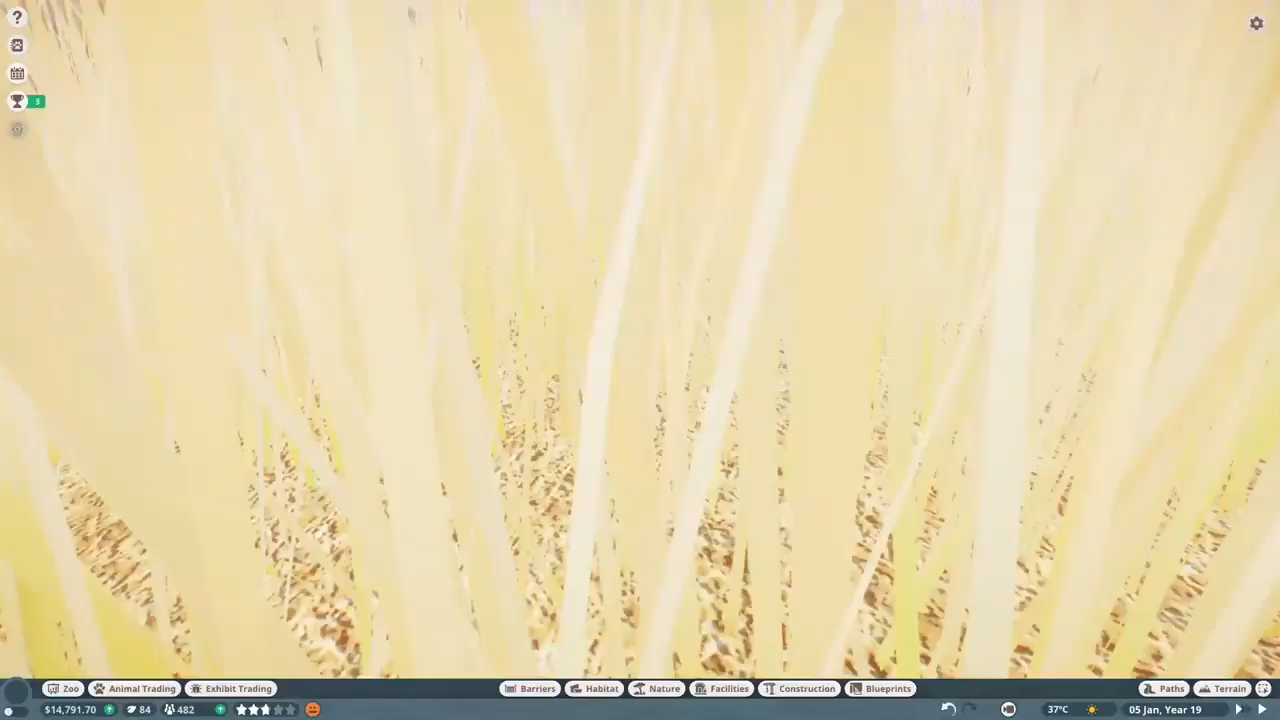 ?
3
Zoo
Animal Trading
Exhibit Trading
Barriers
Habitat
Nature
Facilities
Construction
Blueprints
Paths
Terrain
$14,791.70
84
482
37°C
05 Jan, Year 19